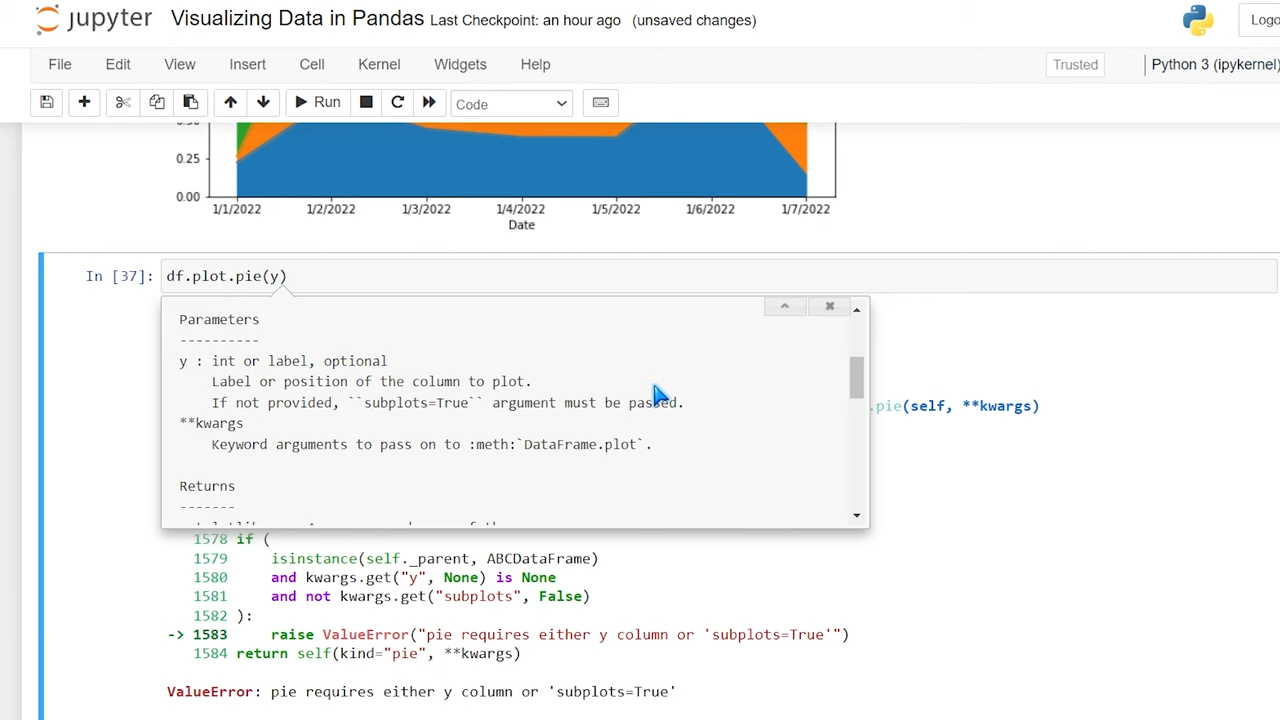 jupyter Visualizing Data in Pandas Last Checkpoint: an hour ago (unsaved changes)
File Edit View Insert Cell Kernel Widgets Help Trusted Python 3 (ipykernel)
Run Code
0.25
0.00
1/1/2022 1/2/2022 1/3/2022 1/4/2022 1/5/2022 1/6/2022 1/7/2022
Date
In [37]: df.plot.pie(y)
Parameters
----------
y : int or label, optional
Label or position of the column to plot.
If not provided, ``subplots=True`` argument must be passed.
**kwargs
Keyword arguments to pass on to :meth:`DataFrame.plot`.
.pie(self, **kwargs)
Returns
-------
1578 if (
1579 isinstance(self._parent, ABCDataFrame)
1580 and kwargs.get("y", None) is None
1581 and not kwargs.get("subplots", False)
1582 ):
-> 1583 raise ValueError("pie requires either y column or 'subplots=True'")
1584 return self(kind="pie", **kwargs)
ValueError: pie requires either y column or 'subplots=True'